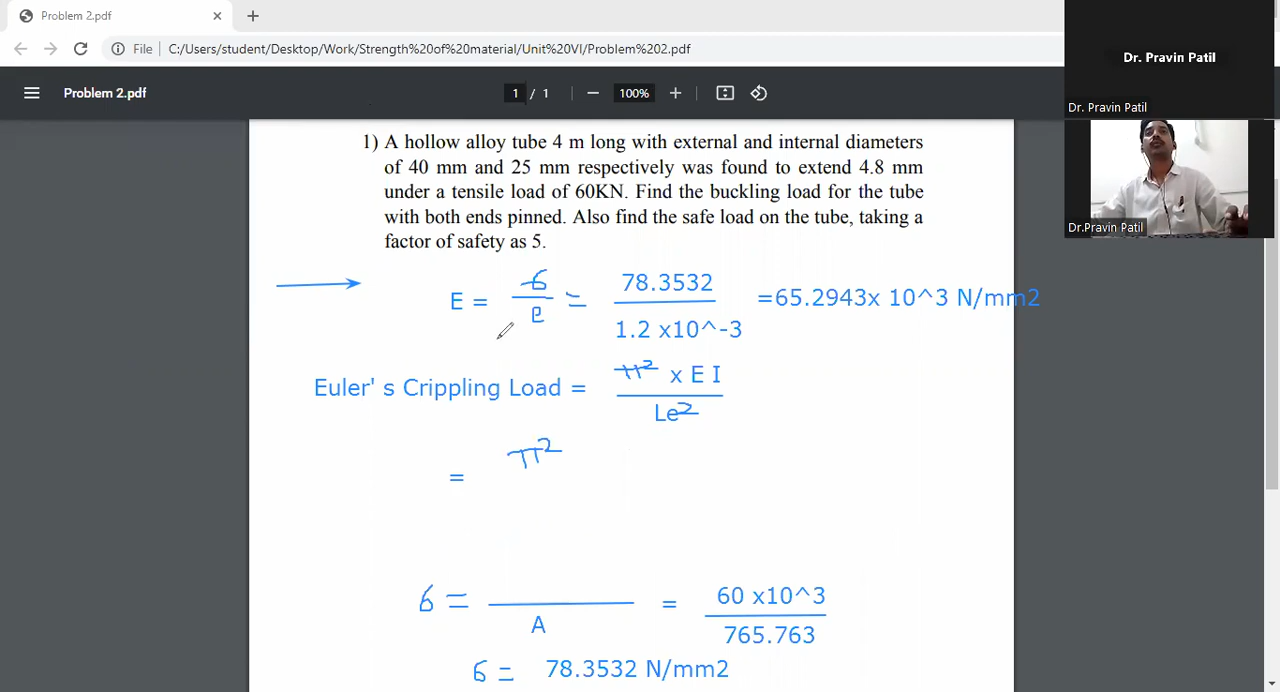 Problem 2.pdf
File C:/Users/student/Desktop/Work/Strength%20of%20material/Unit%20VI/Problem%202.pdf
Dr. Pravin Patil
Problem 2.pdf
1 / 1
100%
Dr. Pravin Patil
Dr.Pravin Patil
1) A hollow alloy tube 4 m long with external and internal diameters
of 40 mm and 25 mm respectively was found to extend 4.8 mm
under a tensile load of 60KN. Find the buckling load for the tube
with both ends pinned. Also find the safe load on the tube, taking a
factor of safety as 5.
E = 6/e = 78.3532 / 1.2 x10^-3 =65.2943x 10^3 N/mm2
Euler' s Crippling Load = π2 x E I / Le2
= π2
6 = / A = 60 x10^3 / 765.763
6 = 78.3532 N/mm2